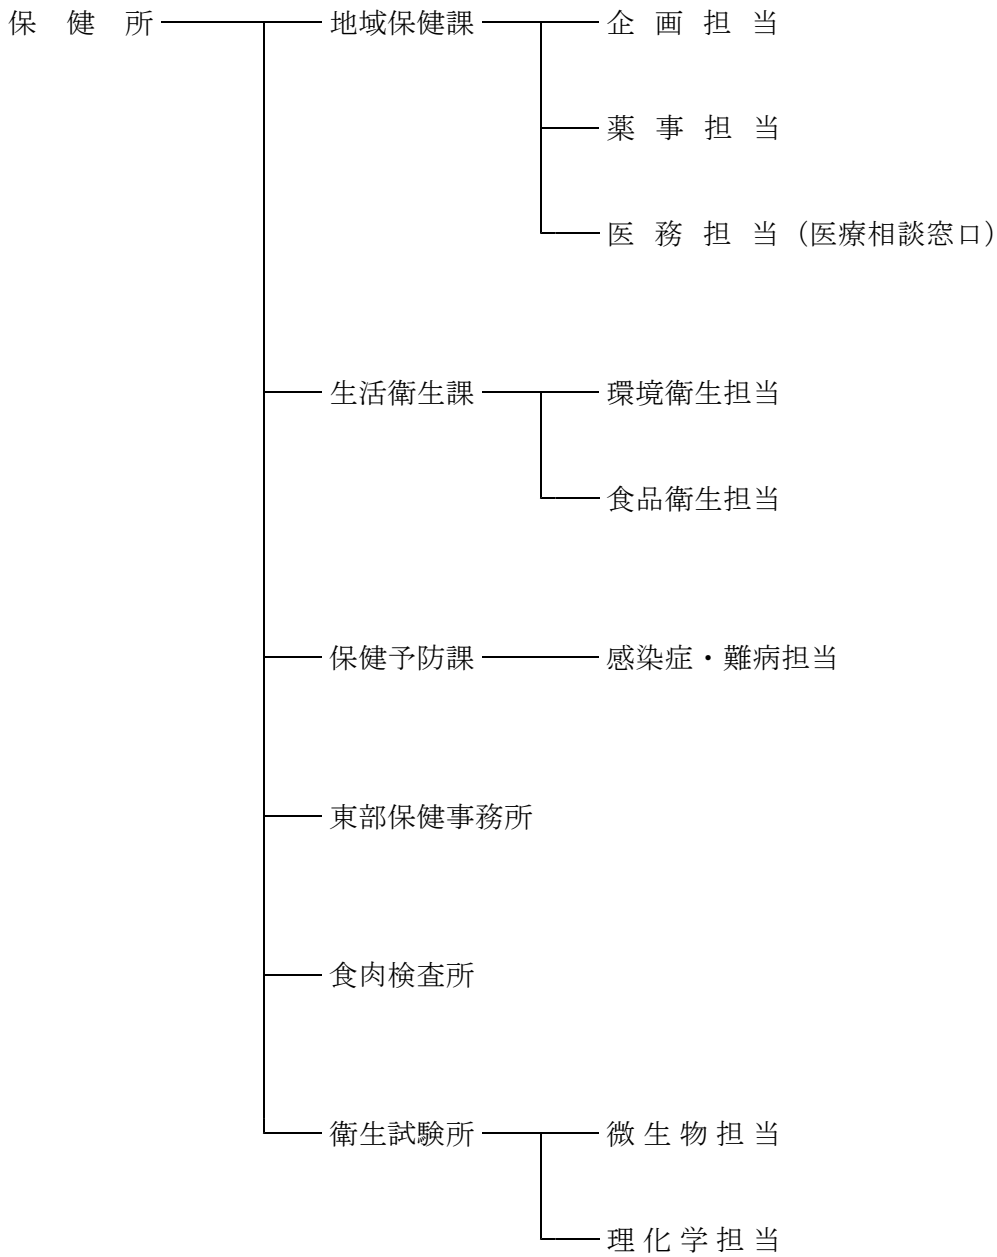 保健所 地域保健課 企画担当
薬事担当
医務担当（医療相談窓口）
生活衛生課 環境衛生担当
食品衛生担当
保健予防課 感染症・難病担当
東部保健事務所
食肉検査所
衛生試験所 微生物担当
理化学担当